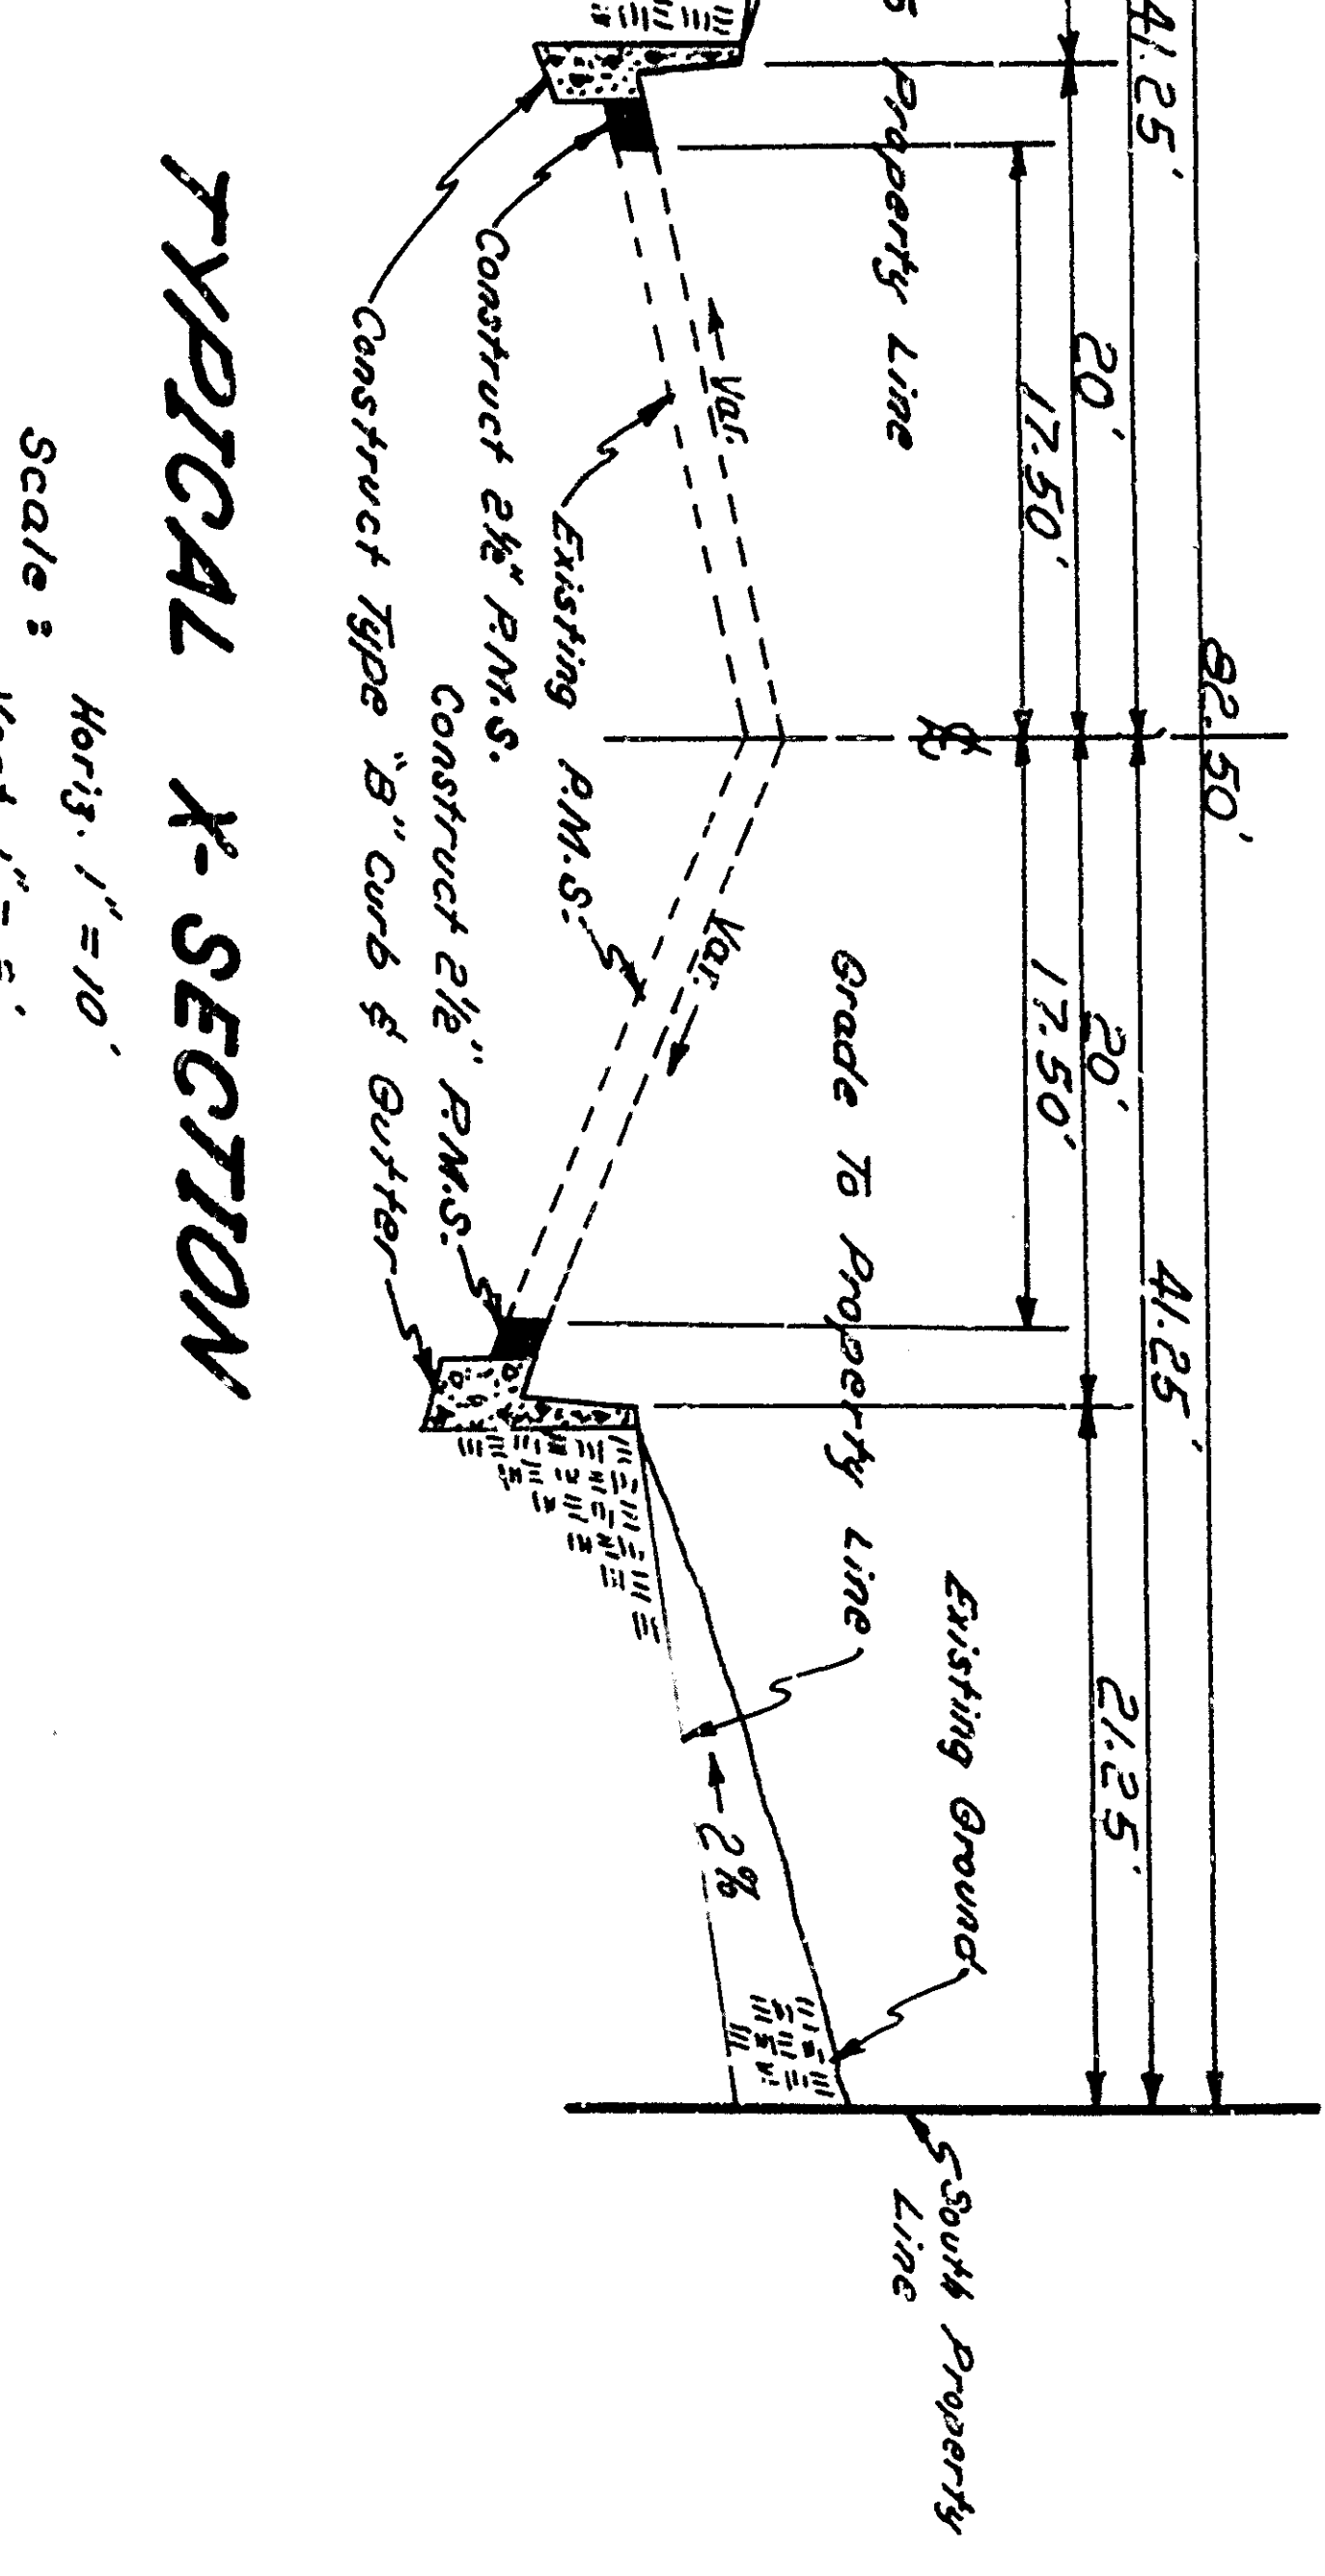 82.50'
41.25'
41.25'
20'
20'
21.25'
17.50'
17.50'
Existing Ground
South Property
Line
Property Line
Grade To Property Line
℄
Var.
Var.
2%
Existing P.M.S.
Construct 2½" P.M.S.
Construct 2½" P.M.S.
Construct Type "B" Curb & Gutter
TYPICAL X-SECTION
Scale: Horiz. 1"=10'